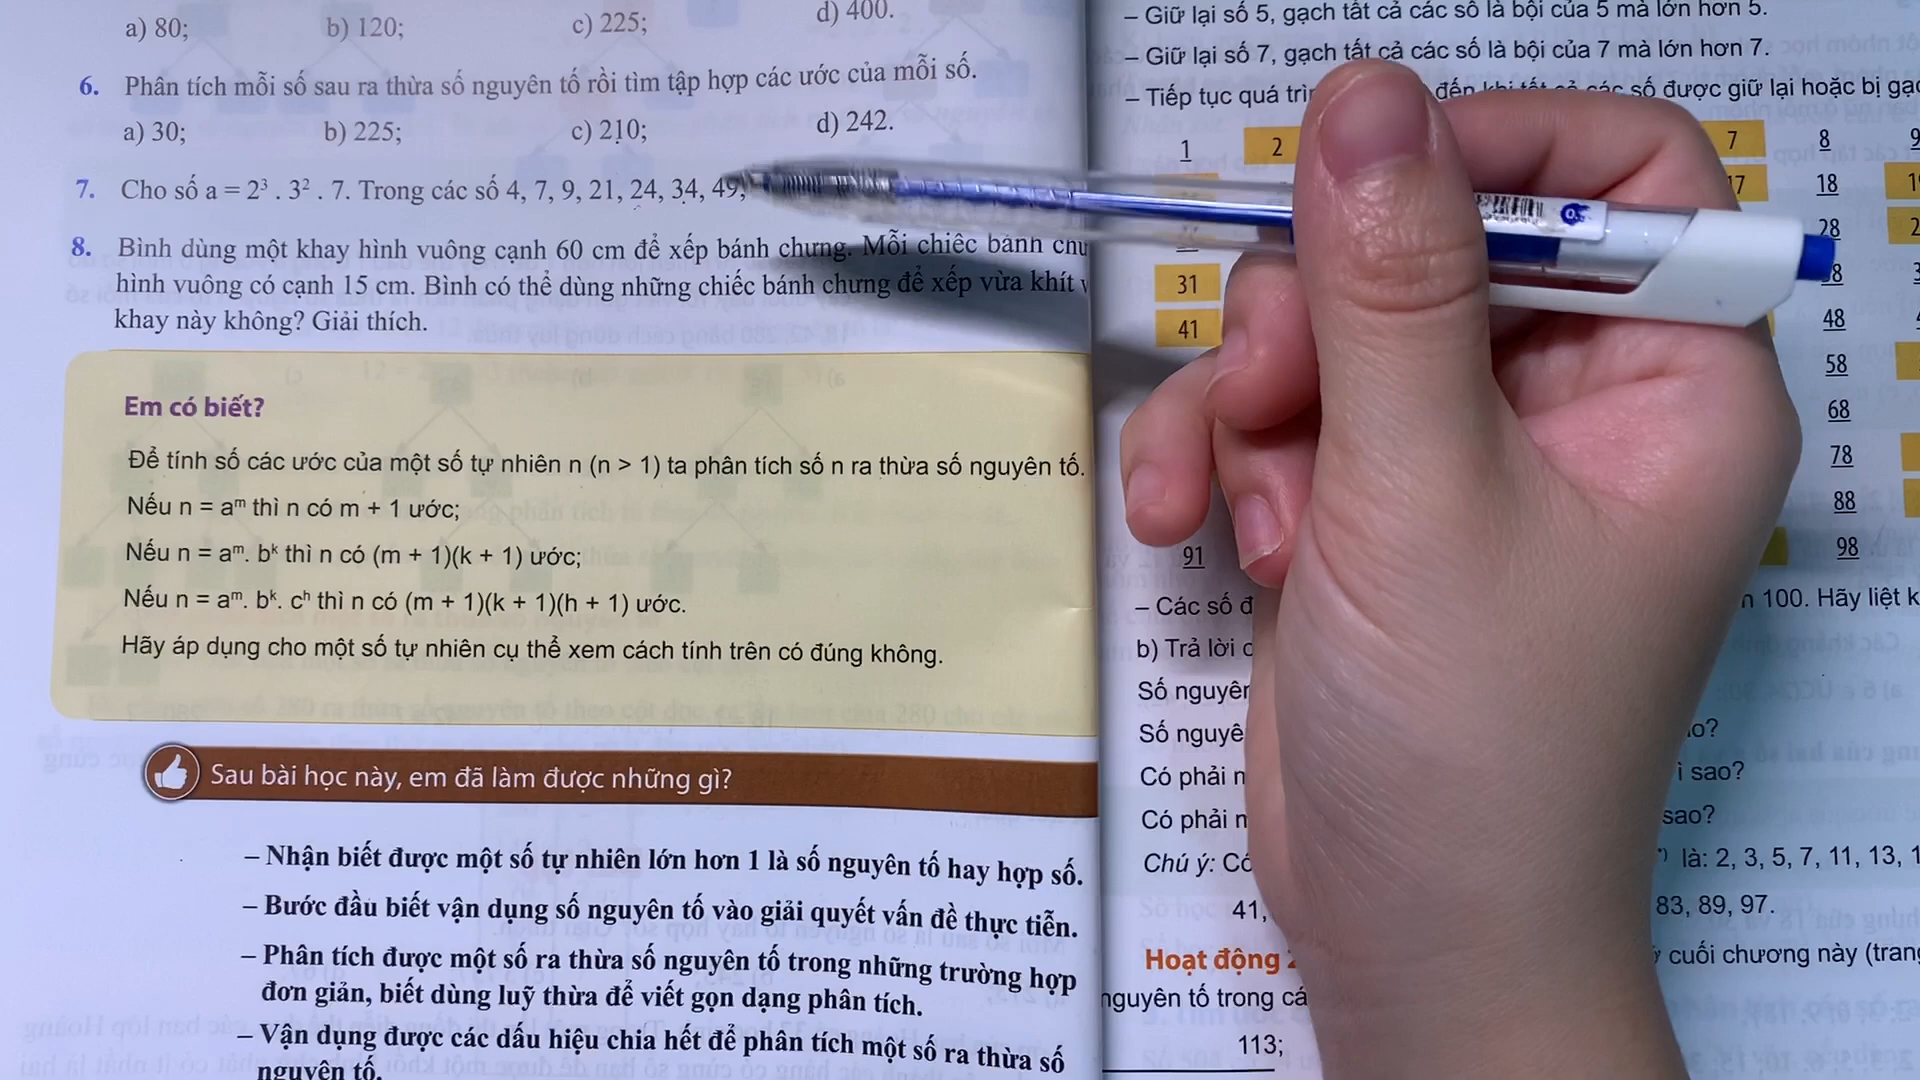 a) 80; b) 120; c) 225; d) 400.
6. Phân tích mỗi số sau ra thừa số nguyên tố rồi tìm tập hợp các ước của mỗi số.
a) 30; b) 225; c) 210; d) 242.
7. Cho số a = 2³ . 3² . 7. Trong các số 4, 7, 9, 21, 24, 34, 49,
8. Bình dùng một khay hình vuông cạnh 60 cm để xếp bánh chưng. Mỗi chiếc bánh
hình vuông có cạnh 15 cm. Bình có thể dùng những chiếc bánh chưng để xếp vừa khít
khay này không? Giải thích.
Em có biết?
Để tính số các ước của một số tự nhiên n (n > 1) ta phân tích số n ra thừa số nguyên tố.
Nếu n = aᵐ thì n có m + 1 ước;
Nếu n = aᵐ. bᵏ thì n có (m + 1)(k + 1) ước;
Nếu n = aᵐ. bᵏ. cʰ thì n có (m + 1)(k + 1)(h + 1) ước.
Hãy áp dụng cho một số tự nhiên cụ thể xem cách tính trên có đúng không.
Sau bài học này, em đã làm được những gì?
– Nhận biết được một số tự nhiên lớn hơn 1 là số nguyên tố hay hợp số.
– Bước đầu biết vận dụng số nguyên tố vào giải quyết vấn đề thực tiễn.
– Phân tích được một số ra thừa số nguyên tố trong những trường hợp
đơn giản, biết dùng luỹ thừa để viết gọn dạng phân tích.
– Vận dụng được các dấu hiệu chia hết để phân tích một số ra thừa số
nguyên tố.
– Giữ lại số 5, gạch tất cả các số là bội của 5 mà lớn hơn 5.
– Giữ lại số 7, gạch tất cả các số là bội của 7 mà lớn hơn 7.
– Tiếp tục quá đến khi tất cả các số được giữ lại hoặc bị
1 2 7 8 9
17 18
28
31
41 48
58
68
78
88
91 98
– Các số 100. Hãy liệt
b) Trả lời
Số
Số
Có phải sao?
Có phải sao?
Chú ý: là: 2, 3, 5, 7, 11, 13,
41, 83, 89, 97.
Hoạt động cuối chương này
nguyên tố trong
113;